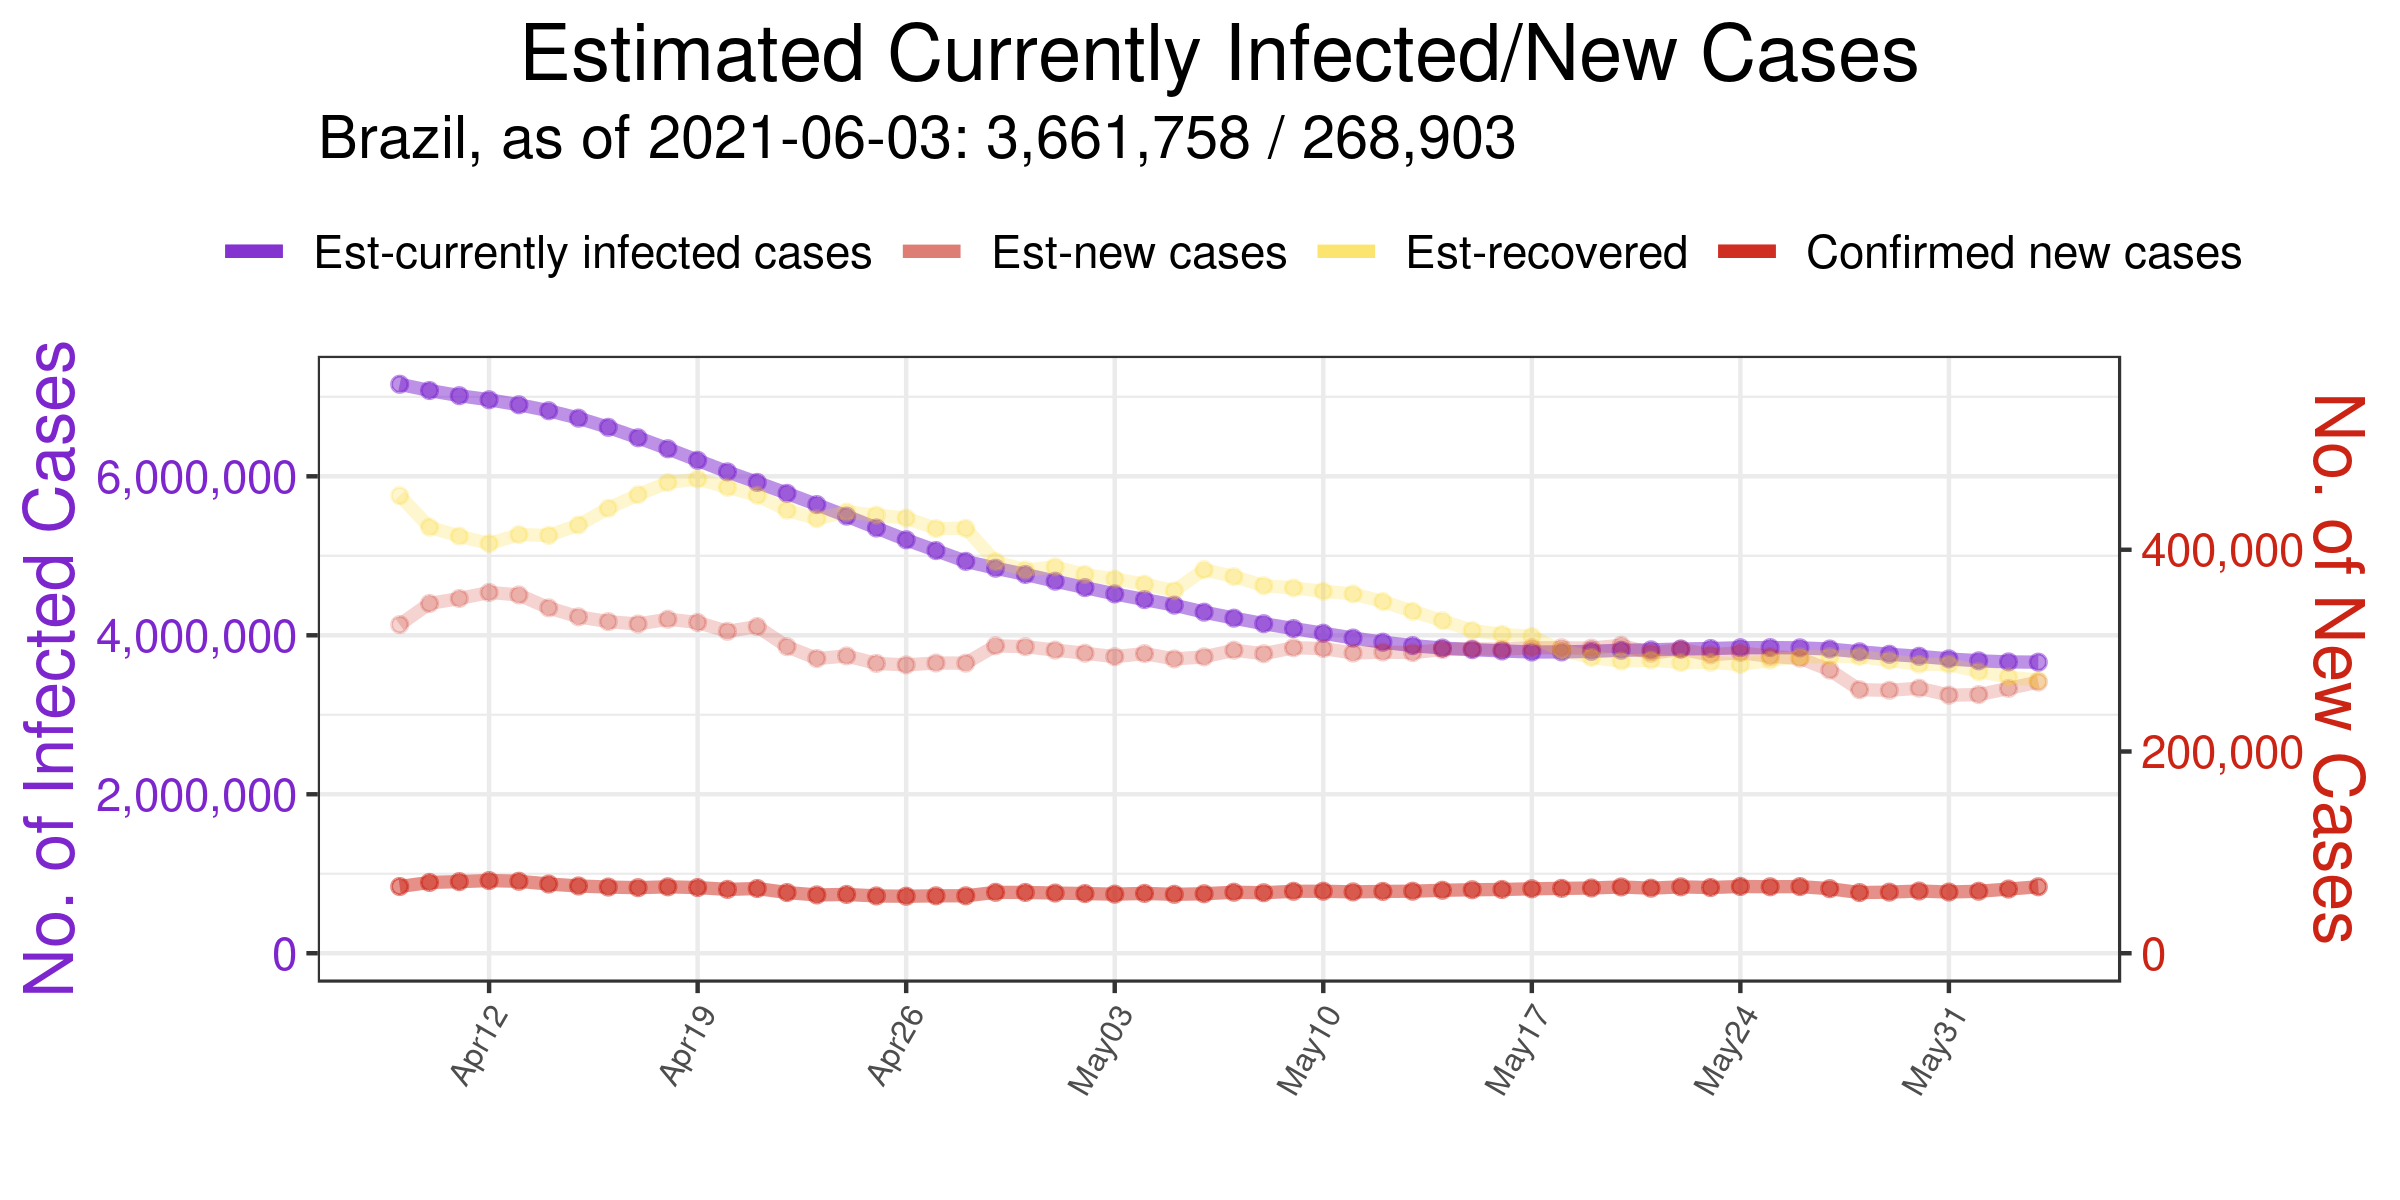 Estimated Currently Infected/New Cases
Brazil, as of 2021-06-03: 3,661,758 / 268,903
Est-currently infected cases Est-new cases Est-recovered Confirmed new cases
No. of Infected Cases
6,000,000
4,000,000
2,000,000
0
400,000
200,000
0
No. of New Cases
Apr12 Apr19 Apr26 May03 May10 May17 May24 May31